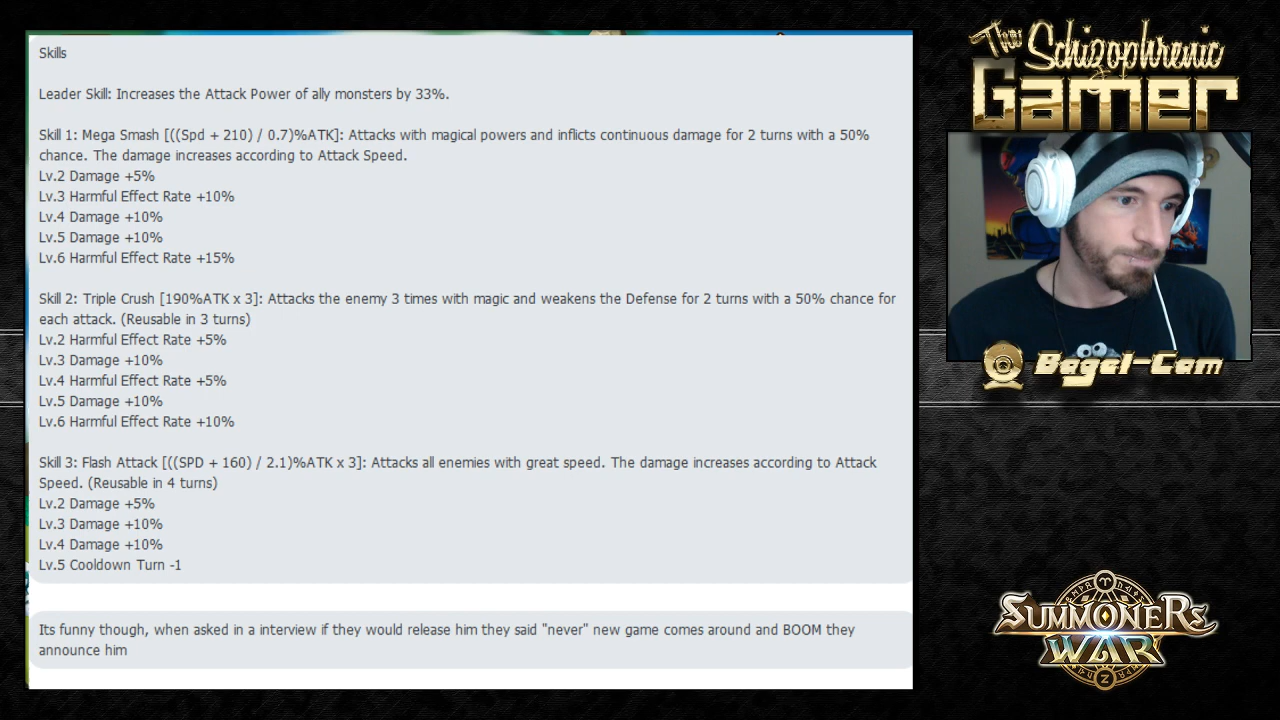 Skills
Leader Skill: Increases the Attack Power of ally monsters by 33%.
Skill 1: Mega Smash [((Spd + 210) / 0.7)%ATK]: Attacks with magical powers and inflicts continuous damage for 2 turns with a 50%
chance. The damage increases according to Attack Speed.
Lv.2 Damage +5%
Lv.3 Harmful Effect Rate +10%
Lv.4 Damage +10%
Lv.5 Damage +10%
Lv.6 Harmful Effect Rate +15%
Skill 2: Triple Crush [190%ATK x 3]: Attacks the enemy 3 times with magic and weakens the Defense for 2 turns with a 50% chance for
each attack. (Reusable in 3 turns)
Lv.2 Harmful Effect Rate +5%
Lv.3 Damage +10%
Lv.4 Harmful Effect Rate +5%
Lv.5 Damage +10%
Lv.6 Harmful Effect Rate +10%
Skill 3: Flash Attack [((SPD + 160) / 2.1)%ATK x 3]: Attacks all enemies with great speed. The damage increases according to Attack
Speed. (Reusable in 4 turns)
Lv.2 Damage +5%
Lv.3 Damage +10%
Lv.4 Damage +10%
Lv.5 Cooldown Turn -1
Its funny though, when asked in a interview if they would release him they said "never" new game comes around and BOOM they
announce him
The
Schizophrenic
Gamer
Bagel-Cam
SUMMONERS
WAR